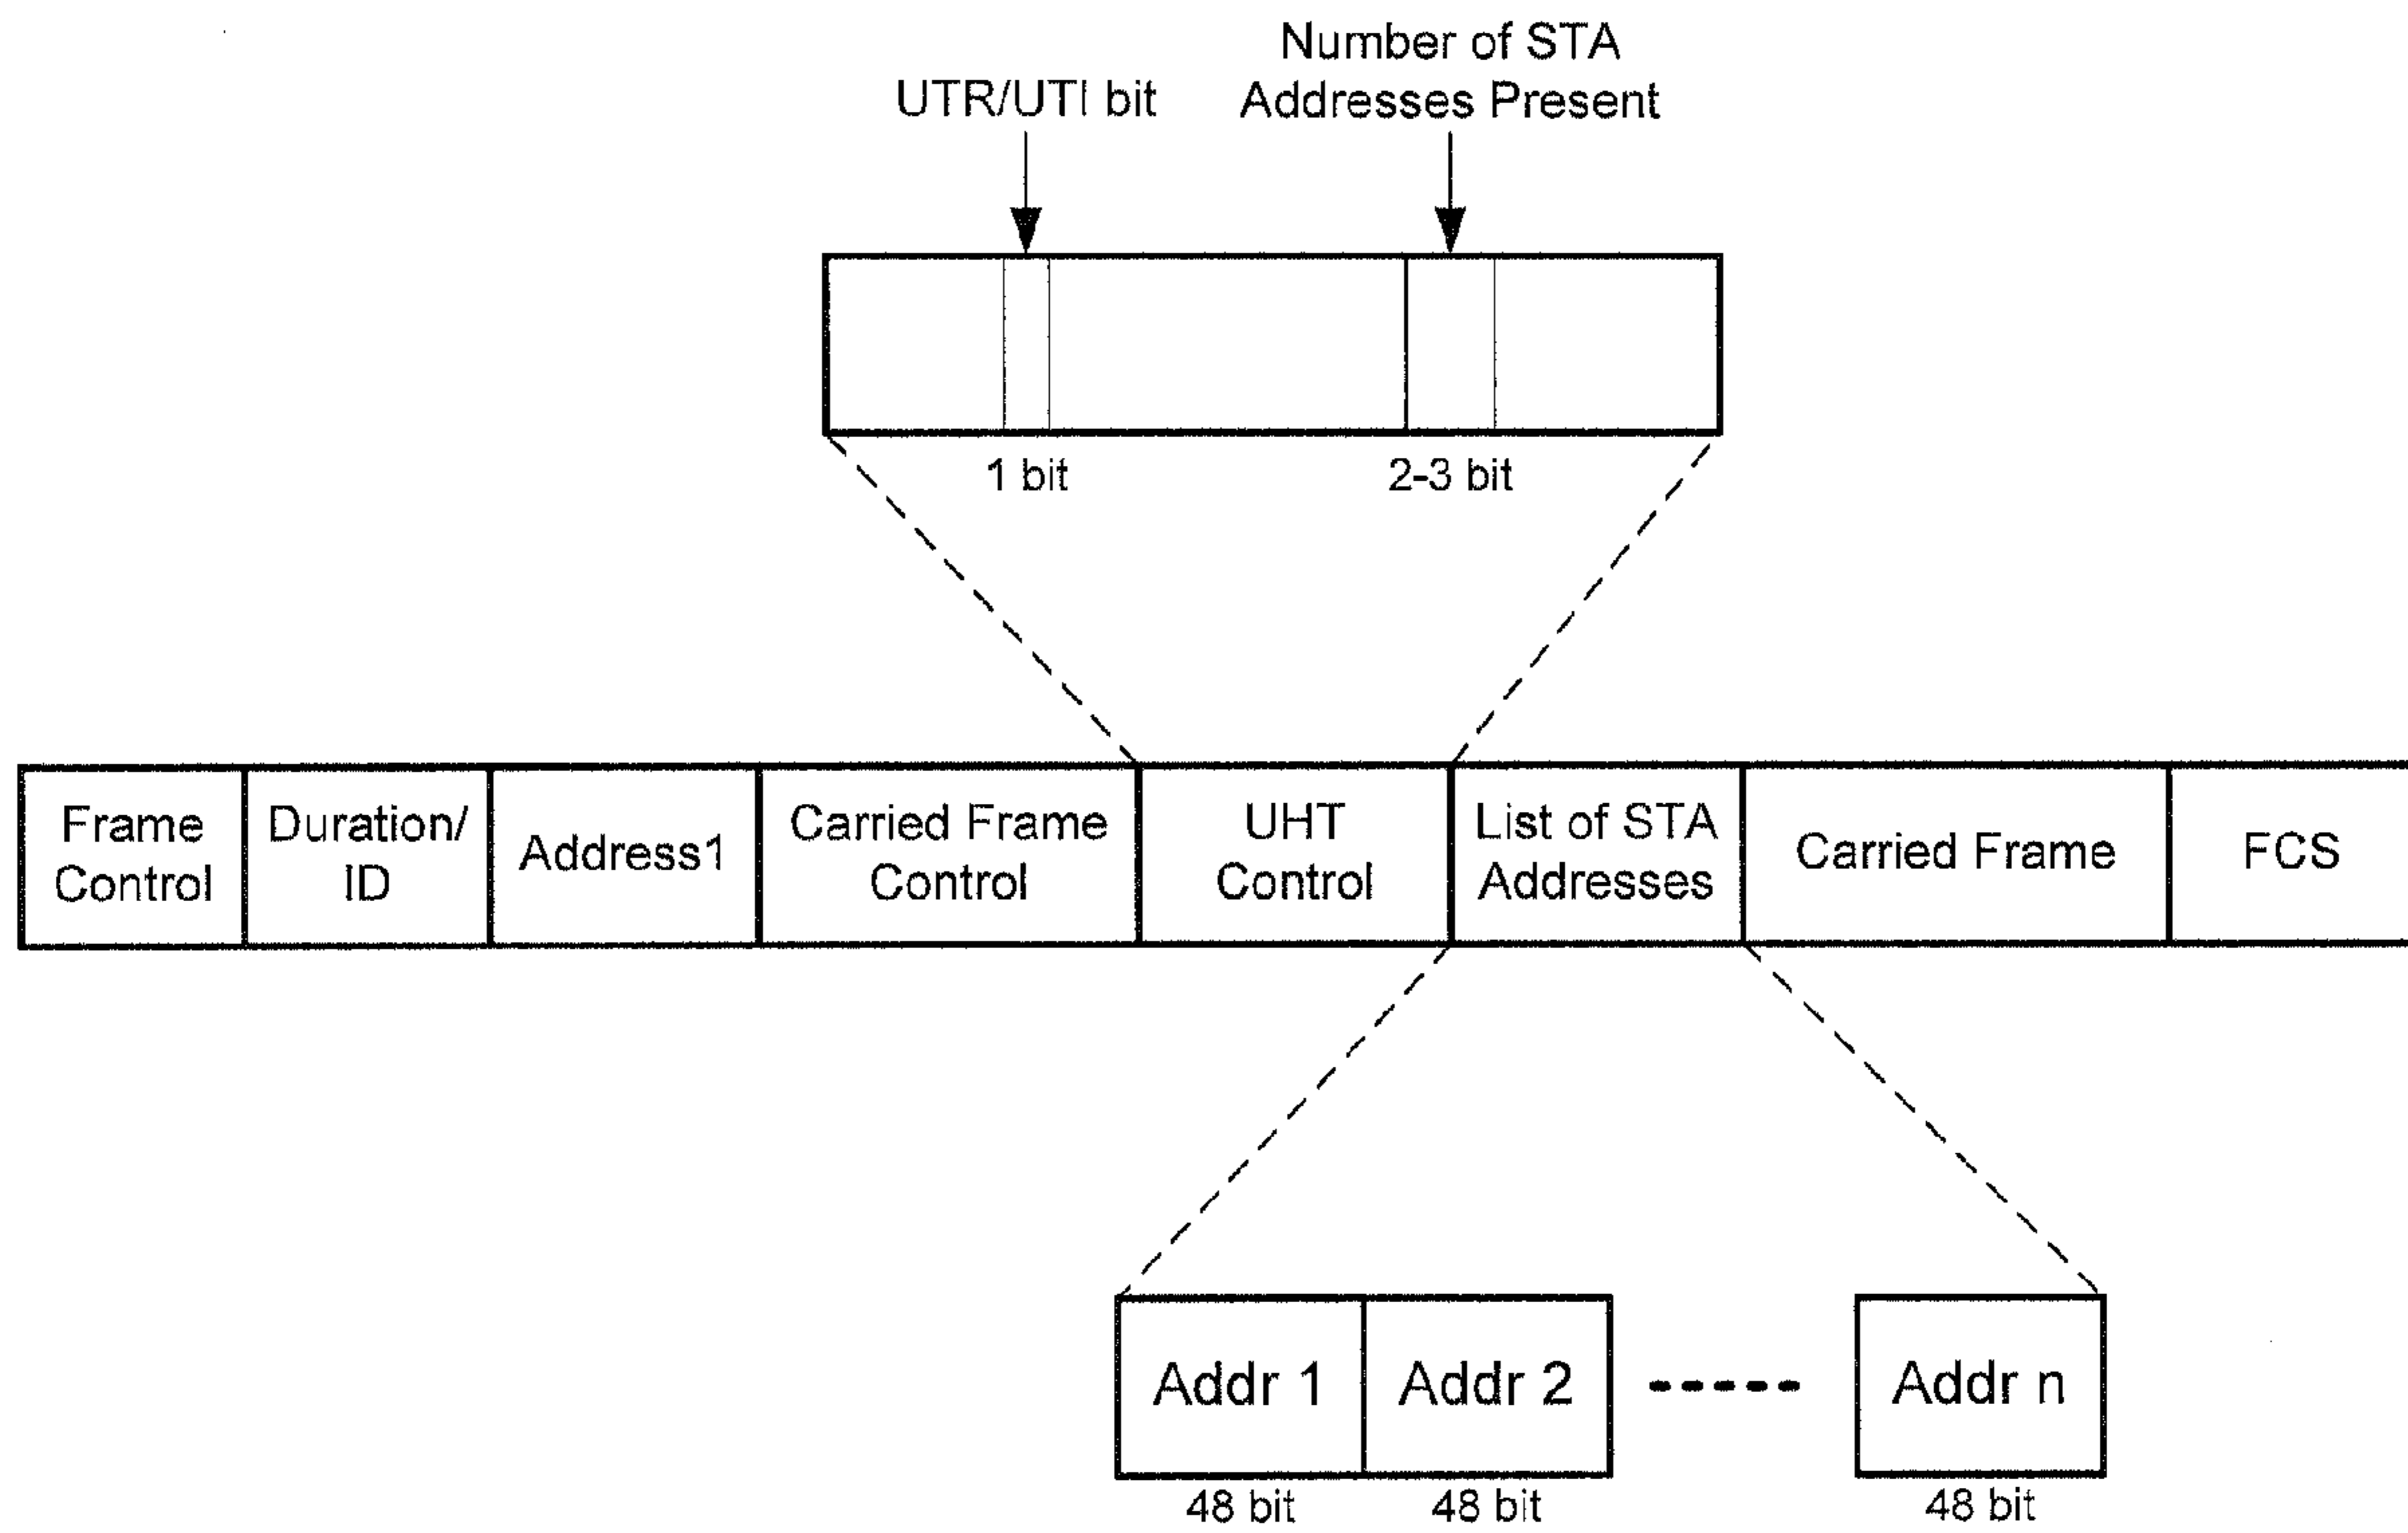 Number of STA
Addresses Present
UTR/UTI bit
1 bit
2-3 bit
Frame
Control
Duration/
ID
Address1
Carried Frame
Control
UHT
Control
List of STA
Addresses
Carried Frame
FCS
Addr 1
Addr 2
Addr n
48 bit
48 bit
48 bit